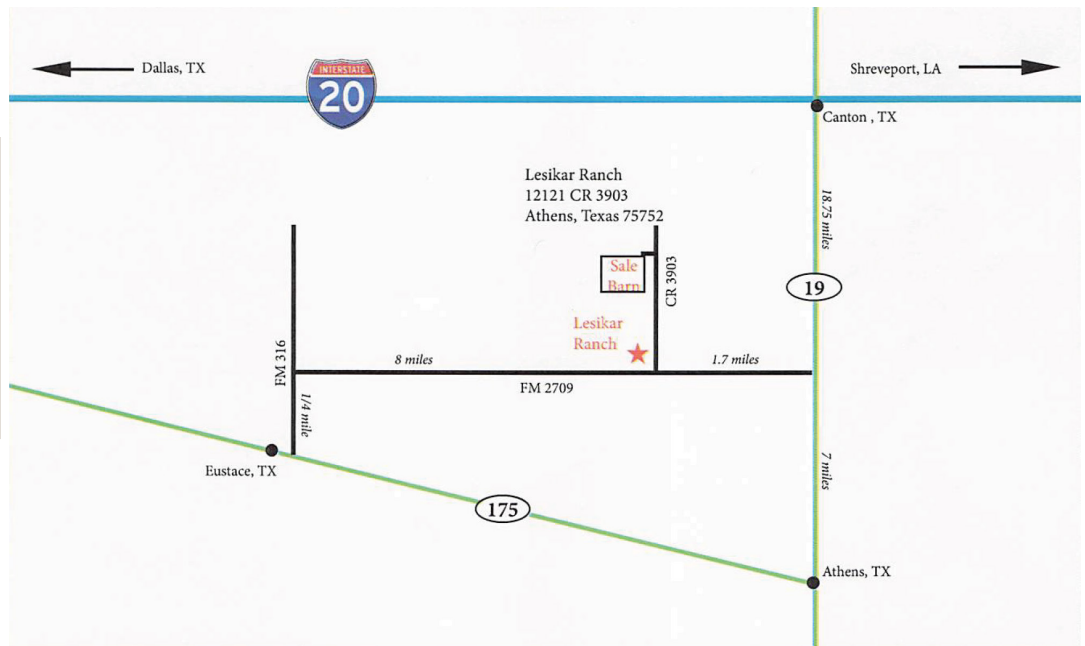 Dallas, TX
INTERSTATE
20
Shreveport, LA
Canton , TX
Lesikar Ranch
12121 CR 3903
Athens, Texas 75752
18.75 miles
Sale
Barn
CR 3903
19
Lesikar
Ranch
FM 316
8 miles
1.7 miles
FM 2709
1/4 mile
Eustace, TX
7 miles
175
Athens, TX